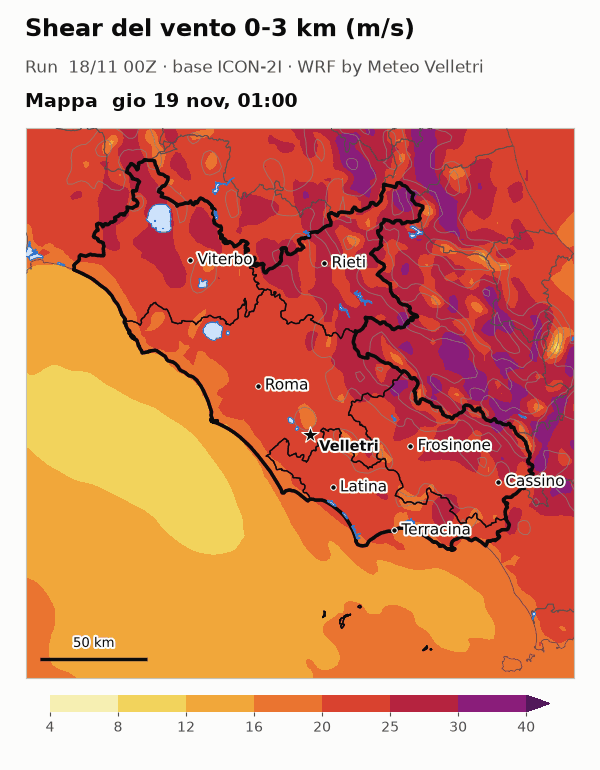 Shear del vento 0-3 km (m/s)
Run  18/11 00Z · base ICON-2I · WRF by Meteo Velletri
Mappa  gio 19 nov, 01:00
Viterbo
Rieti
Roma
Velletri
Frosinone
Cassino
Latina
Terracina
50 km
4 8 12 16 20 25 30 40